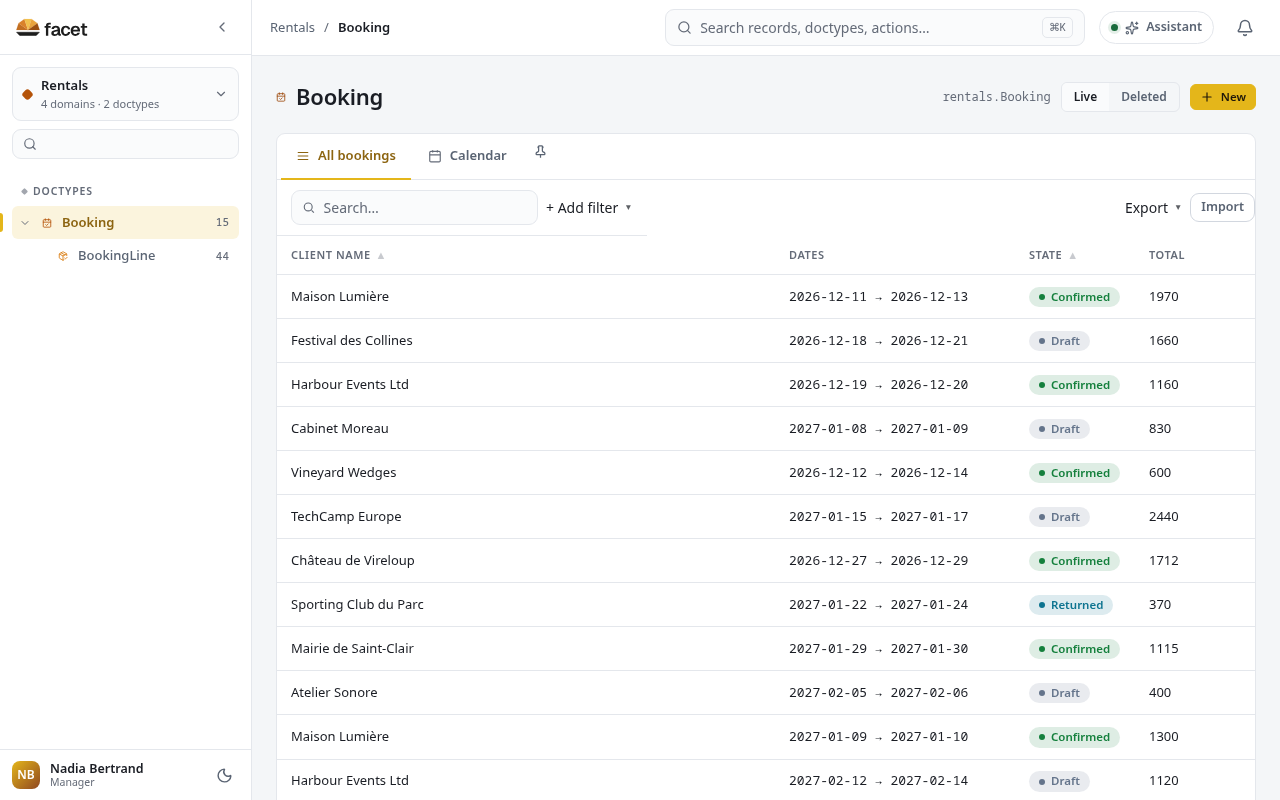 facet
Rentals / Booking
Search records, doctypes, actions...
⌘K
Assistant
Rentals
4 domains · 2 doctypes
DOCTYPES
Booking 15
BookingLine 44
Booking
rentals.Booking
Live
Deleted
New
All bookings
Calendar
Search...
+ Add filter ▾
Export ▾
Import
CLIENT NAME ▲ DATES STATE ▲ TOTAL
Maison Lumière 2026-12-11 → 2026-12-13 Confirmed 1970
Festival des Collines 2026-12-18 → 2026-12-21 Draft 1660
Harbour Events Ltd 2026-12-19 → 2026-12-20 Confirmed 1160
Cabinet Moreau 2027-01-08 → 2027-01-09 Draft 830
Vineyard Wedges 2026-12-12 → 2026-12-14 Confirmed 600
TechCamp Europe 2027-01-15 → 2027-01-17 Draft 2440
Château de Vireloup 2026-12-27 → 2026-12-29 Confirmed 1712
Sporting Club du Parc 2027-01-22 → 2027-01-24 Returned 370
Mairie de Saint-Clair 2027-01-29 → 2027-01-30 Confirmed 1115
Atelier Sonore 2027-02-05 → 2027-02-06 Draft 400
Maison Lumière 2027-01-09 → 2027-01-10 Confirmed 1300
Harbour Events Ltd 2027-02-12 → 2027-02-14 Draft 1120
NB
Nadia Bertrand
Manager